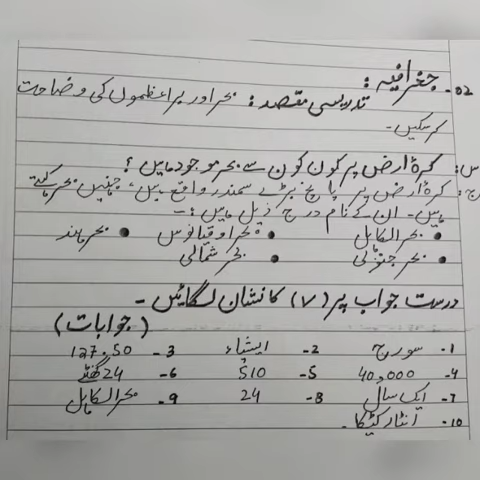 02۔ جغرافیہ:
تدریسی مقصد: بحر اور براعظموں کی وضاحت
کر سکیں۔
س: کرۂ ارض پر کون کون سے بحر موجود ہیں؟
ج: کرۂ ارض پر پانچ بڑے سمندر واقع ہیں، جنہیں بحر کہتے
ہیں۔ ان کے نام درج ذیل ہیں:۔
• بحرالکاہل • بحر اوقیانوس • بحر ہند
• بحر جنوبی • بحر شمالی
درست جواب پر (✓) کا نشان لگائیں۔
(جوابات)
1۔ سورج 2۔ ایشیاء 3۔ 127.50
4۔ 40,000 5۔ 510 6۔ 24 گھنٹے
7۔ ایک سال 8۔ 24 9۔ بحرالکاہل
10۔ انٹارکٹیکا۔